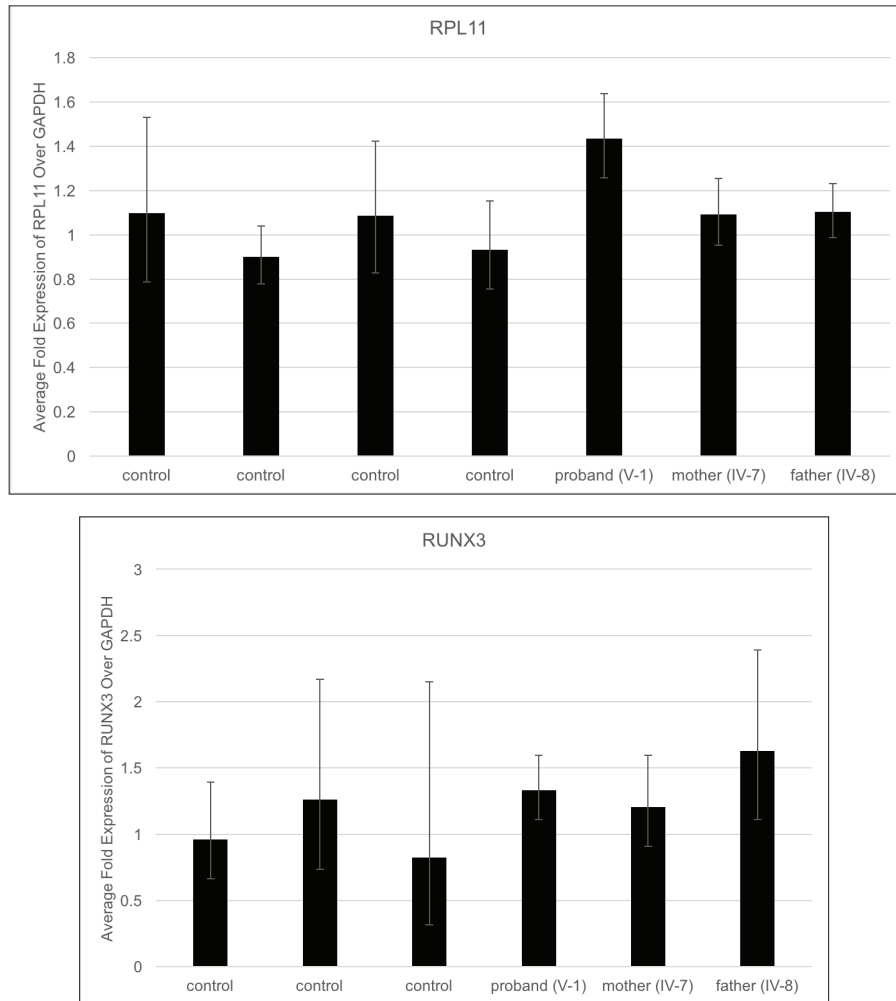 RPL11
Average Fold Expression of RPL11 Over GAPDH
1.8
1.6
1.4
1.2
1
0.8
0.6
0.4
0.2
0
control control control control proband (V-1) mother (IV-7) father (IV-8)
RUNX3
Average Fold Expression of RUNX3 Over GAPDH
3
2.5
2
1.5
1
0.5
0
control control control proband (V-1) mother (IV-7) father (IV-8)